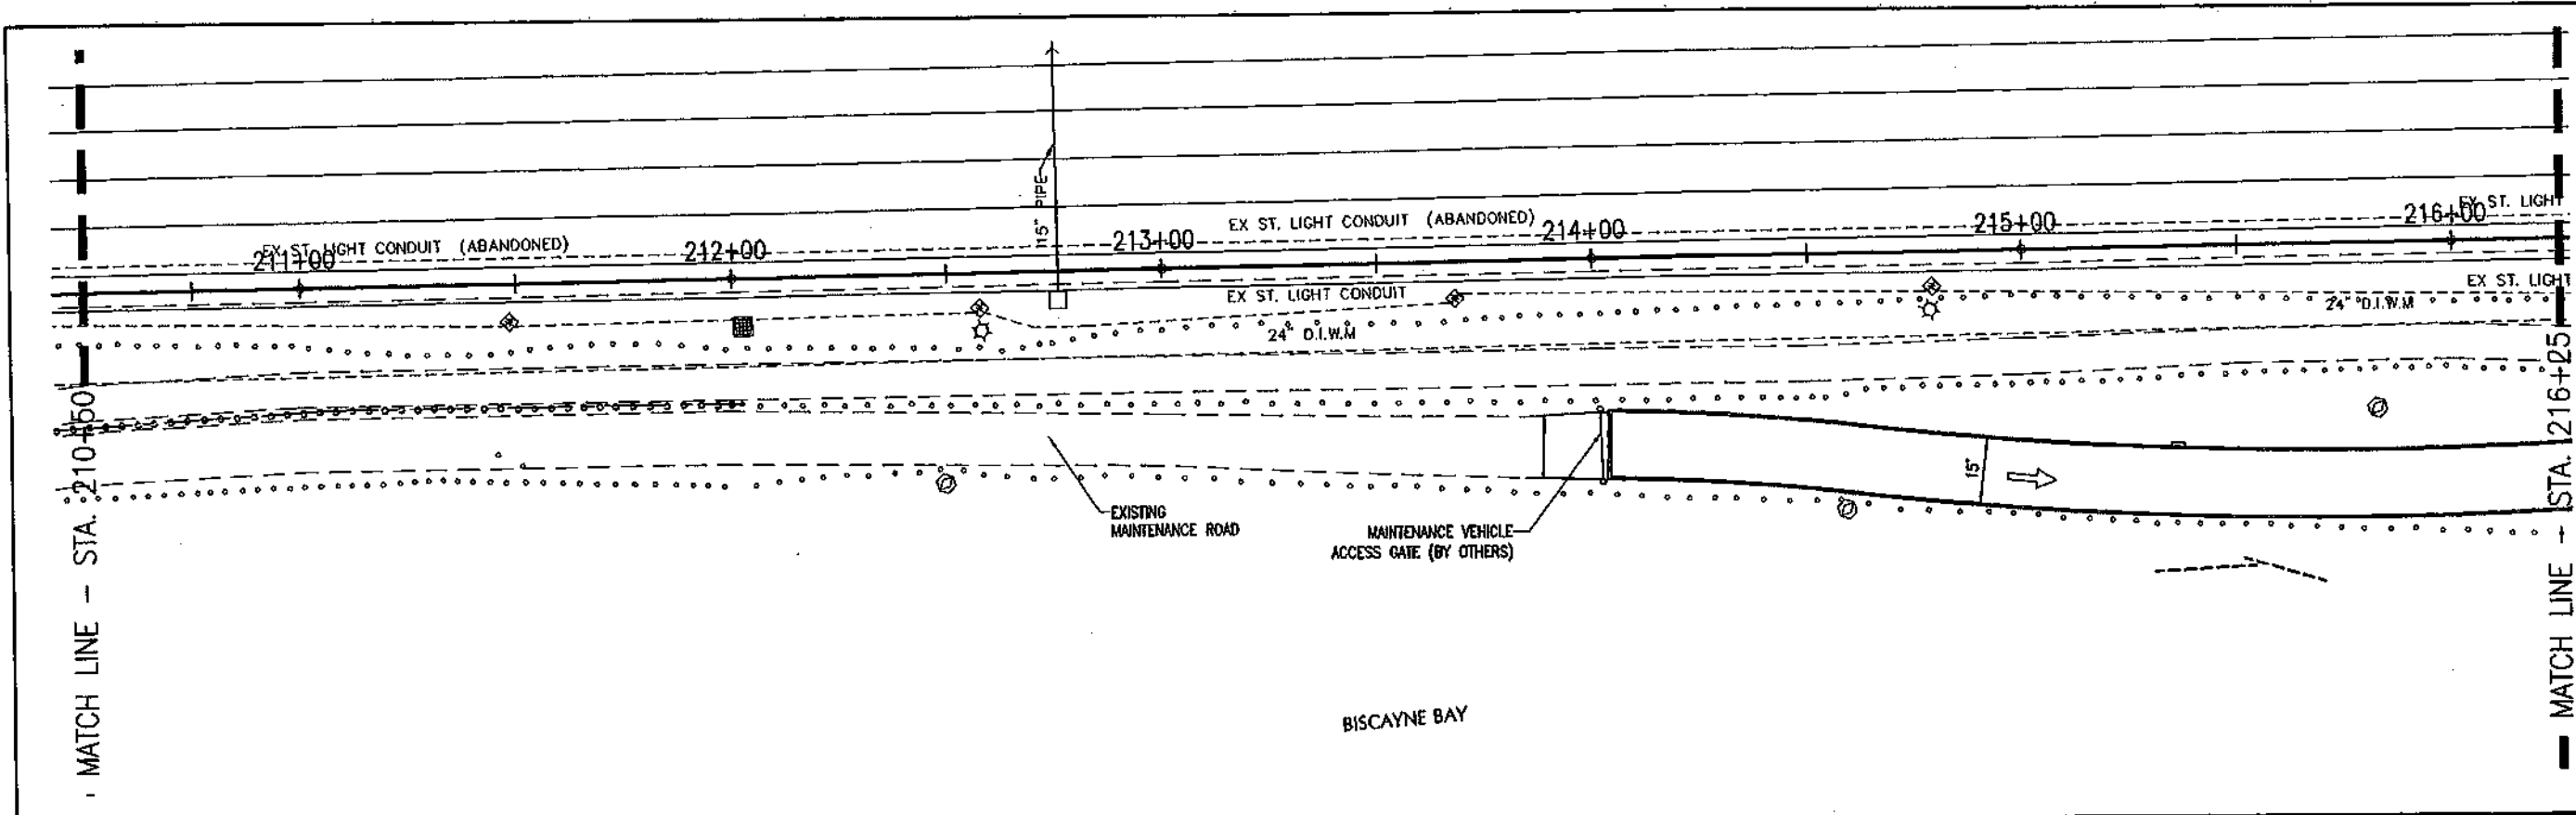 MATCH LINE - STA. 210+50
15" PIPE
EX ST. LIGHT CONDUIT (ABANDONED)
211+00
212+00
213+00
EX ST. LIGHT CONDUIT (ABANDONED)
214+00
215+00
216+00
EX ST. LIGHT
EX ST. LIGHT CONDUIT
EX ST. LIGHT
24" D.I.W.M
24" D.I.W.M
15'
EXISTING
MAINTENANCE ROAD
MAINTENANCE VEHICLE
ACCESS GATE (BY OTHERS)
BISCAYNE BAY
MATCH LINE - STA. 216+25